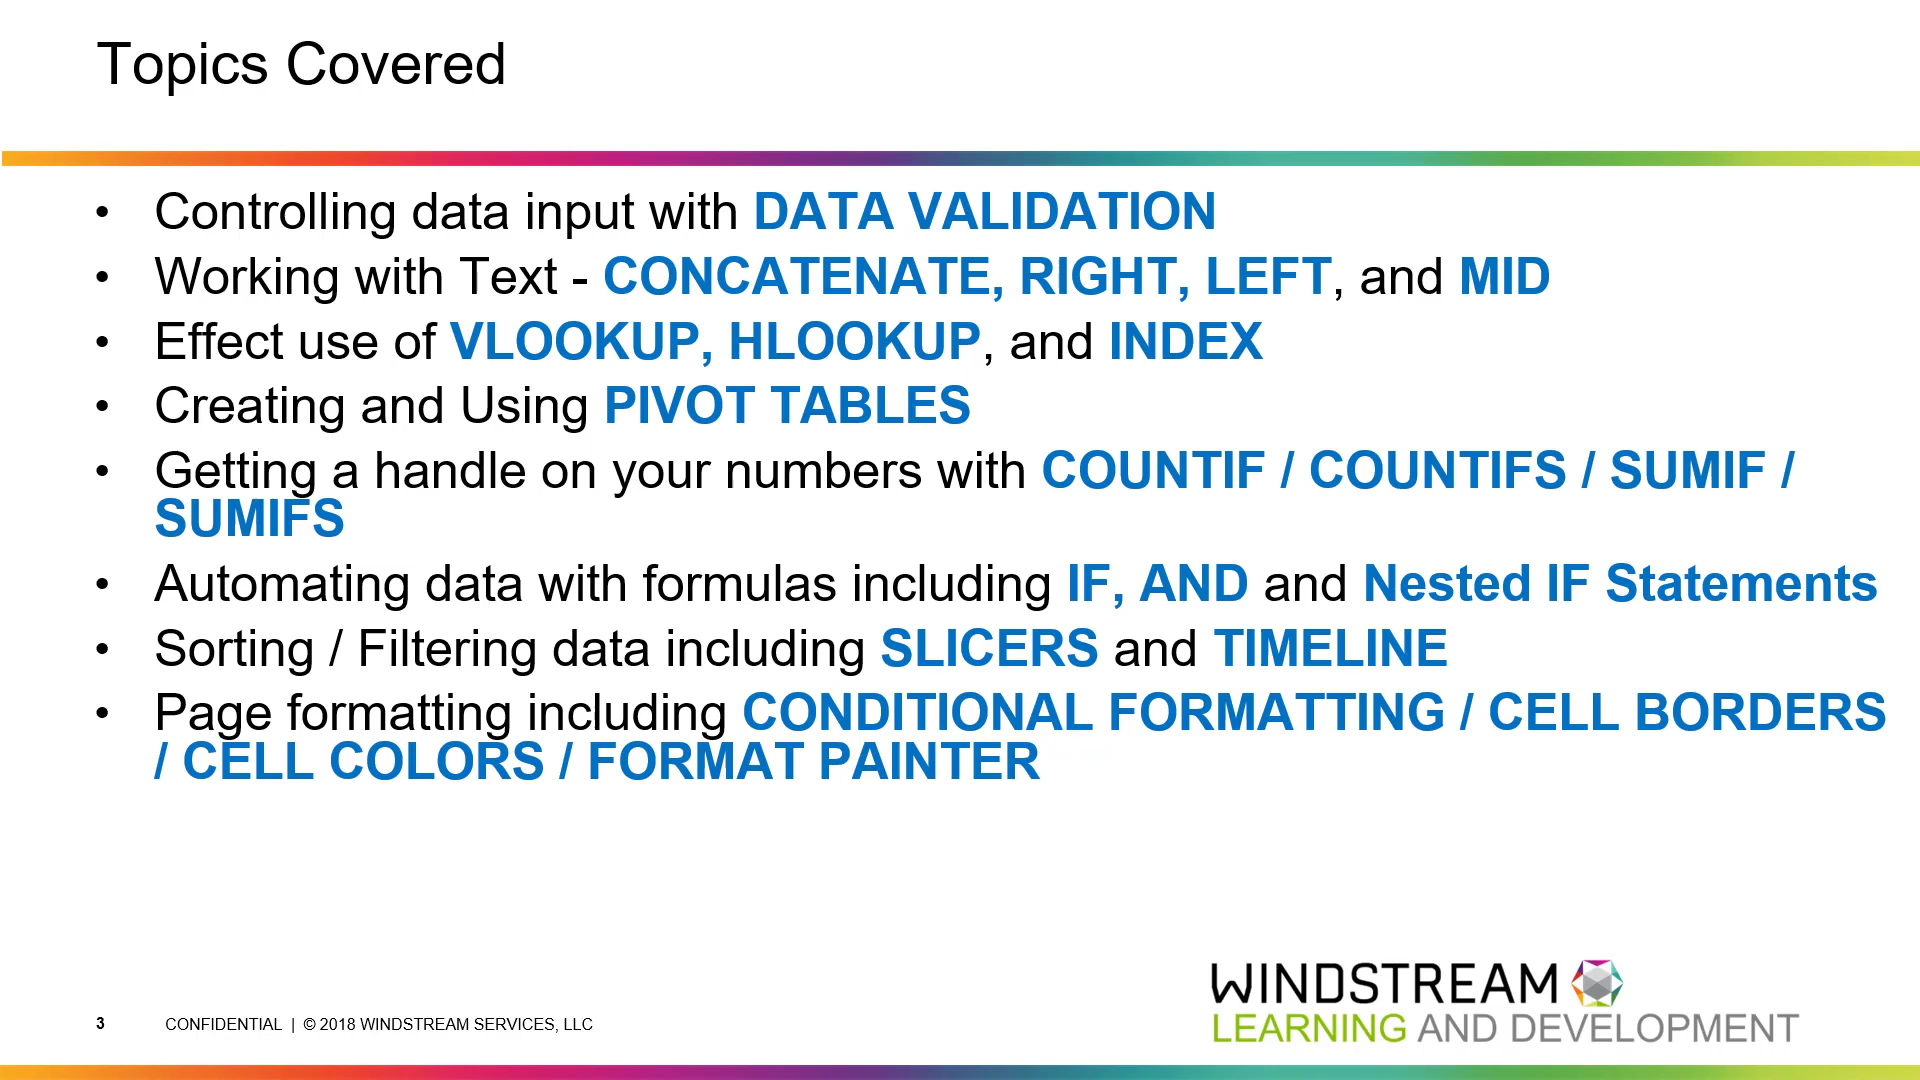 Topics Covered
• Controlling data input with DATA VALIDATION
• Working with Text - CONCATENATE, RIGHT, LEFT, and MID
• Effect use of VLOOKUP, HLOOKUP, and INDEX
• Creating and Using PIVOT TABLES
• Getting a handle on your numbers with COUNTIF / COUNTIFS / SUMIF /
SUMIFS
• Automating data with formulas including IF, AND and Nested IF Statements
• Sorting / Filtering data including SLICERS and TIMELINE
• Page formatting including CONDITIONAL FORMATTING / CELL BORDERS
/ CELL COLORS / FORMAT PAINTER
WINDSTREAM
LEARNING AND DEVELOPMENT
3 CONFIDENTIAL | © 2018 WINDSTREAM SERVICES, LLC